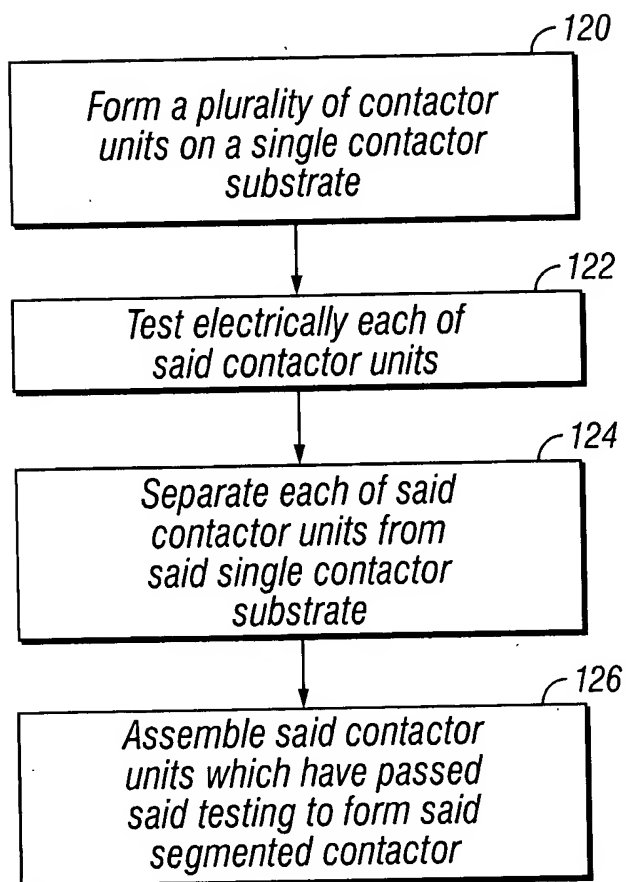 120
Form a plurality of contactor
units on a single contactor
substrate
122
Test electrically each of
said contactor units
124
Separate each of said
contactor units from
said single contactor
substrate
126
Assemble said contactor
units which have passed
said testing to form said
segmented contactor